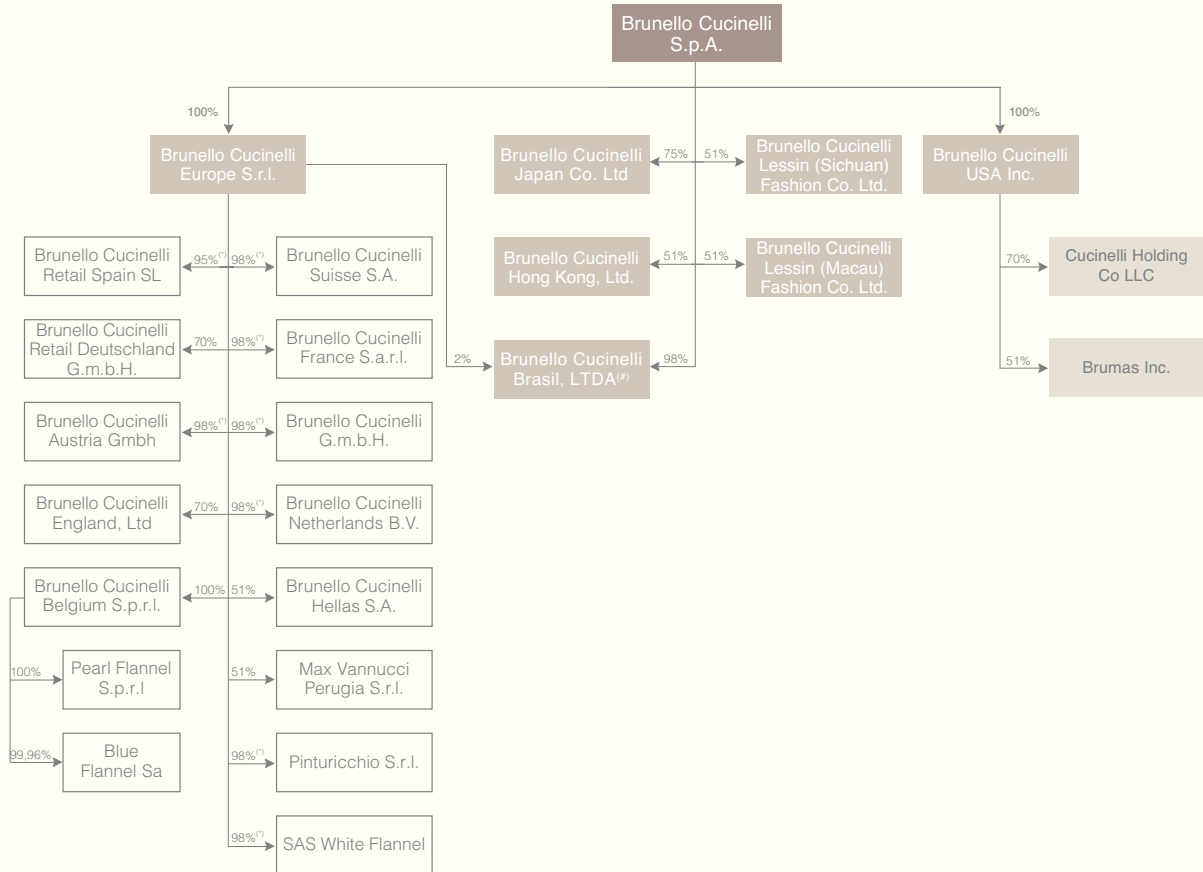 Brunello Cucinelli
S.p.A.
100%
100%
Brunello Cucinelli
Europe S.r.l.
Brunello Cucinelli
Japan Co. Ltd
75%
51%
Brunello Cucinelli
Lessin (Sichuan)
Fashion Co. Ltd.
Brunello Cucinelli
USA Inc.
Brunello Cucinelli
Retail Spain SL
95%(*)
98%(*)
Brunello Cucinelli
Suisse S.A.
Brunello Cucinelli
Hong Kong, Ltd.
51%
51%
Brunello Cucinelli
Lessin (Macau)
Fashion Co. Ltd.
70%
Cucinelli Holding
Co LLC
Brunello Cucinelli
Retail Deutschland
G.m.b.H.
70%
98%(*)
Brunello Cucinelli
France S.a.r.l.
2%
Brunello Cucinelli
Brasil, LTDA(#)
98%
51%
Brumas Inc.
Brunello Cucinelli
Austria Gmbh
98%(*)
98%(*)
Brunello Cucinelli
G.m.b.H.
Brunello Cucinelli
England, Ltd
70%
98%(*)
Brunello Cucinelli
Netherlands B.V.
Brunello Cucinelli
Belgium S.p.r.l.
100%
51%
Brunello Cucinelli
Hellas S.A.
100%
Pearl Flannel
S.p.r.l
51%
Max Vannucci
Perugia S.r.l.
99,96%
Blue
Flannel Sa
98%(*)
Pinturicchio S.r.l.
98%(*)
SAS White Flannel